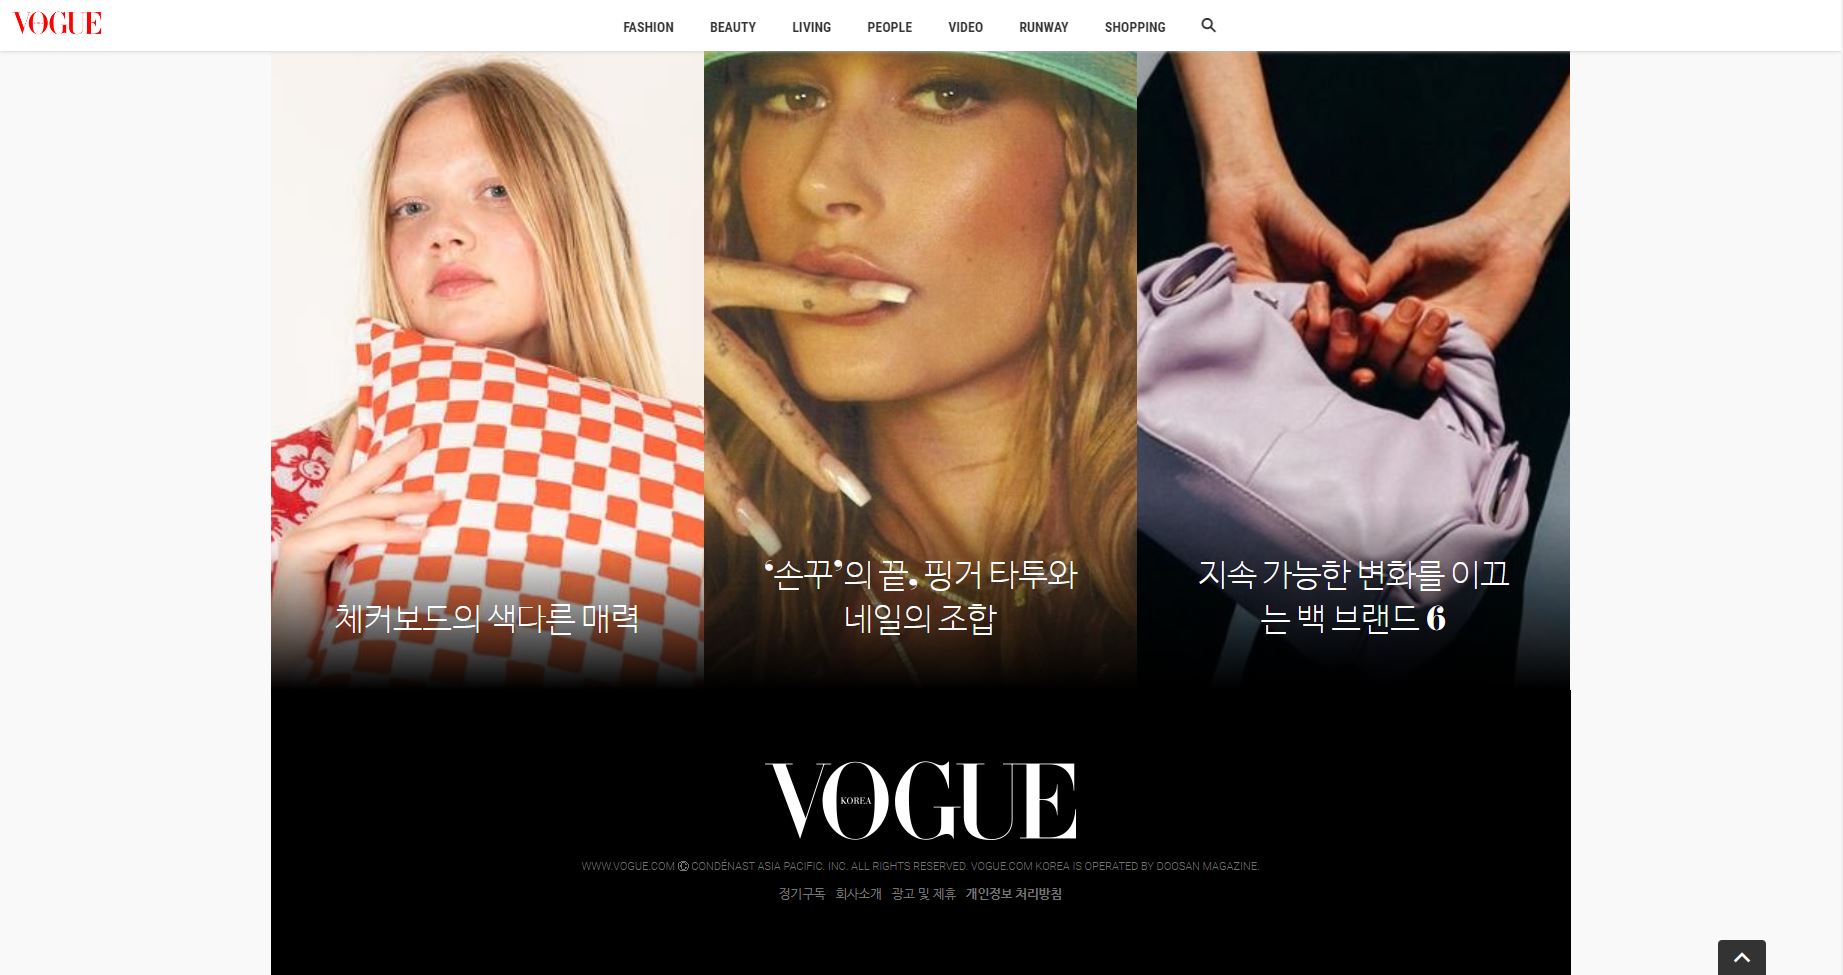 VOGUE
FASHION BEAUTY LIVING PEOPLE VIDEO RUNWAY SHOPPING
체커보드의 색다른 매력
‘손꾸’의 끝, 핑거 타투와
네일의 조합
지속 가능한 변화를 이끄
는 백 브랜드 6
VOGUE
KOREA
WWW.VOGUE.COM © CONDÉNAST ASIA PACIFIC. INC. ALL RIGHTS RESERVED. VOGUE.COM KOREA IS OPERATED BY DOOSAN MAGAZINE.
정기구독 회사소개 광고 및 제휴 개인정보 처리방침